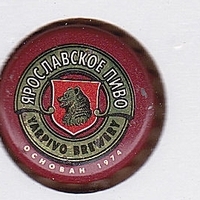 ЯРОСЛАВСКОЕ ПИВО
YARPIVO BREWERY
ОСНОВАН 1974